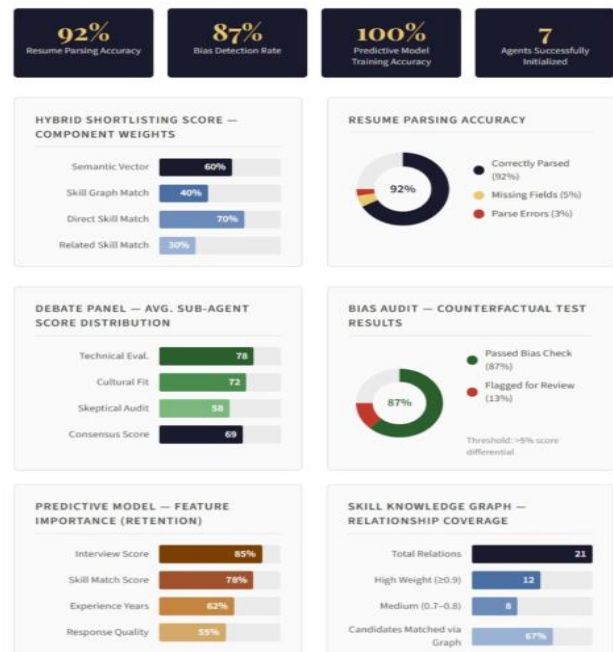 92%
Resume Parsing Accuracy
87%
Bias Detection Rate
100%
Predictive Model
Training Accuracy
7
Agents Successfully
Initialized
HYBRID SHORTLISTING SCORE —
COMPONENT WEIGHTS
Semantic Vector 60%
Skill Graph Match 40%
Direct Skill Match 70%
Related Skill Match 30%
RESUME PARSING ACCURACY
92%
Correctly Parsed
(92%)
Missing Fields (5%)
Parse Errors (3%)
DEBATE PANEL — AVG. SUB-AGENT
SCORE DISTRIBUTION
Technical Eval. 78
Cultural Fit 72
Skeptical Audit 58
Consensus Score 69
BIAS AUDIT — COUNTERFACTUAL TEST
RESULTS
87%
Passed Bias Check
(87%)
Flagged for Review
(13%)
Threshold: >5% score
differential
PREDICTIVE MODEL — FEATURE
IMPORTANCE (RETENTION)
Interview Score 85%
Skill Match Score 78%
Experience Years 62%
Response Quality 55%
SKILL KNOWLEDGE GRAPH —
RELATIONSHIP COVERAGE
Total Relations 21
High Weight (≥0.9) 12
Medium (0.7–0.8) 8
Candidates Matched via
Graph 67%